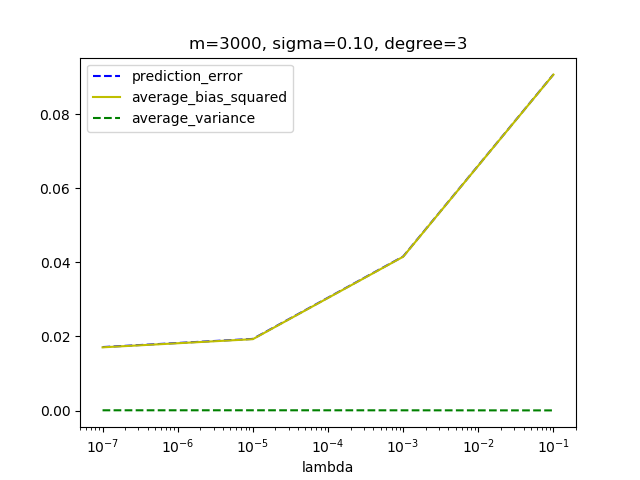 m=3000, sigma=0.10, degree=3
prediction_error
average_bias_squared
average_variance
0.08
0.06
0.04
0.02
0.00
10^-7 10^-6 10^-5 10^-4 10^-3 10^-2 10^-1
lambda